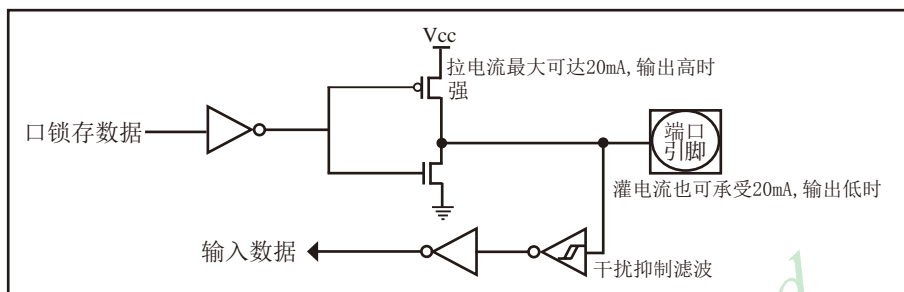 Vcc
拉电流最大可达20mA,输出高时
强
口锁存数据
端口
引脚
灌电流也可承受20mA,输出低时
输入数据
干扰抑制滤波
d